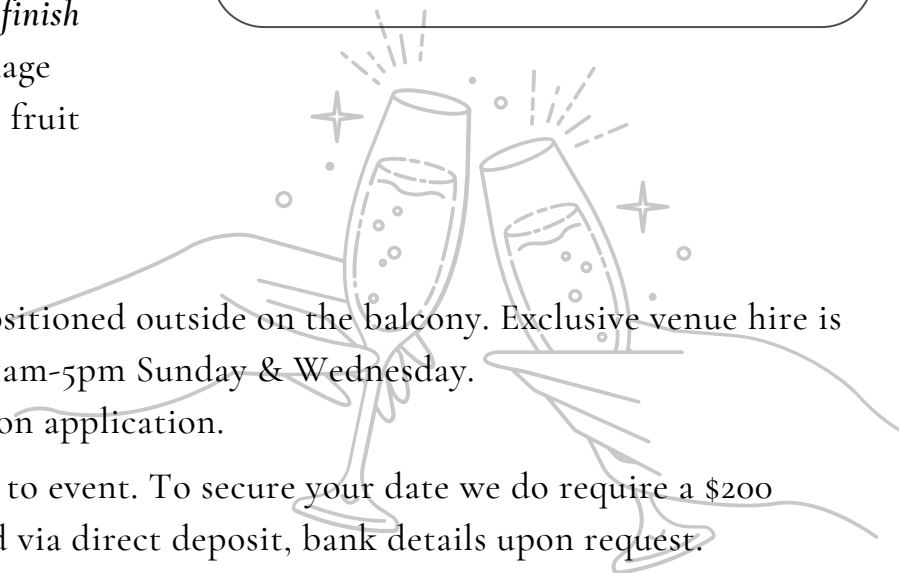 finish
age
fruit
ositioned outside on the balcony. Exclusive venue hire is
am-5pm Sunday & Wednesday.
on application.
to event. To secure your date we do require a $200
d via direct deposit, bank details upon request.